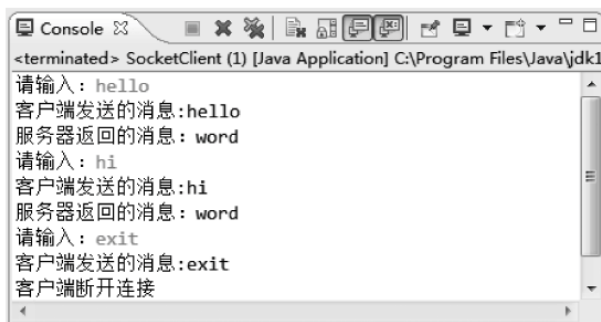 Console
<terminated> SocketClient (1) [Java Application] C:\Program Files\Java\jdk1
请输入：hello
客户端发送的消息:hello
服务器返回的消息：word
请输入：hi
客户端发送的消息:hi
服务器返回的消息：word
请输入：exit
客户端发送的消息:exit
客户端断开连接